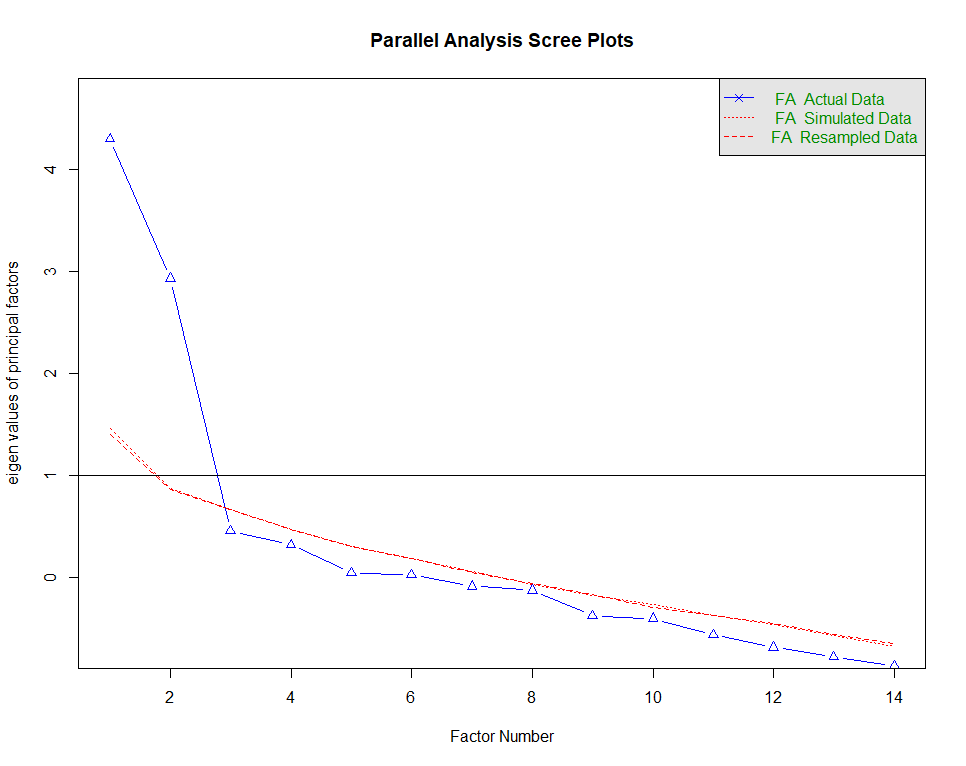 Parallel Analysis Scree Plots
FA Actual Data
FA Simulated Data
FA Resampled Data
eigen values of principal factors
4
3
2
1
0
2 4 6 8 10 12 14
Factor Number